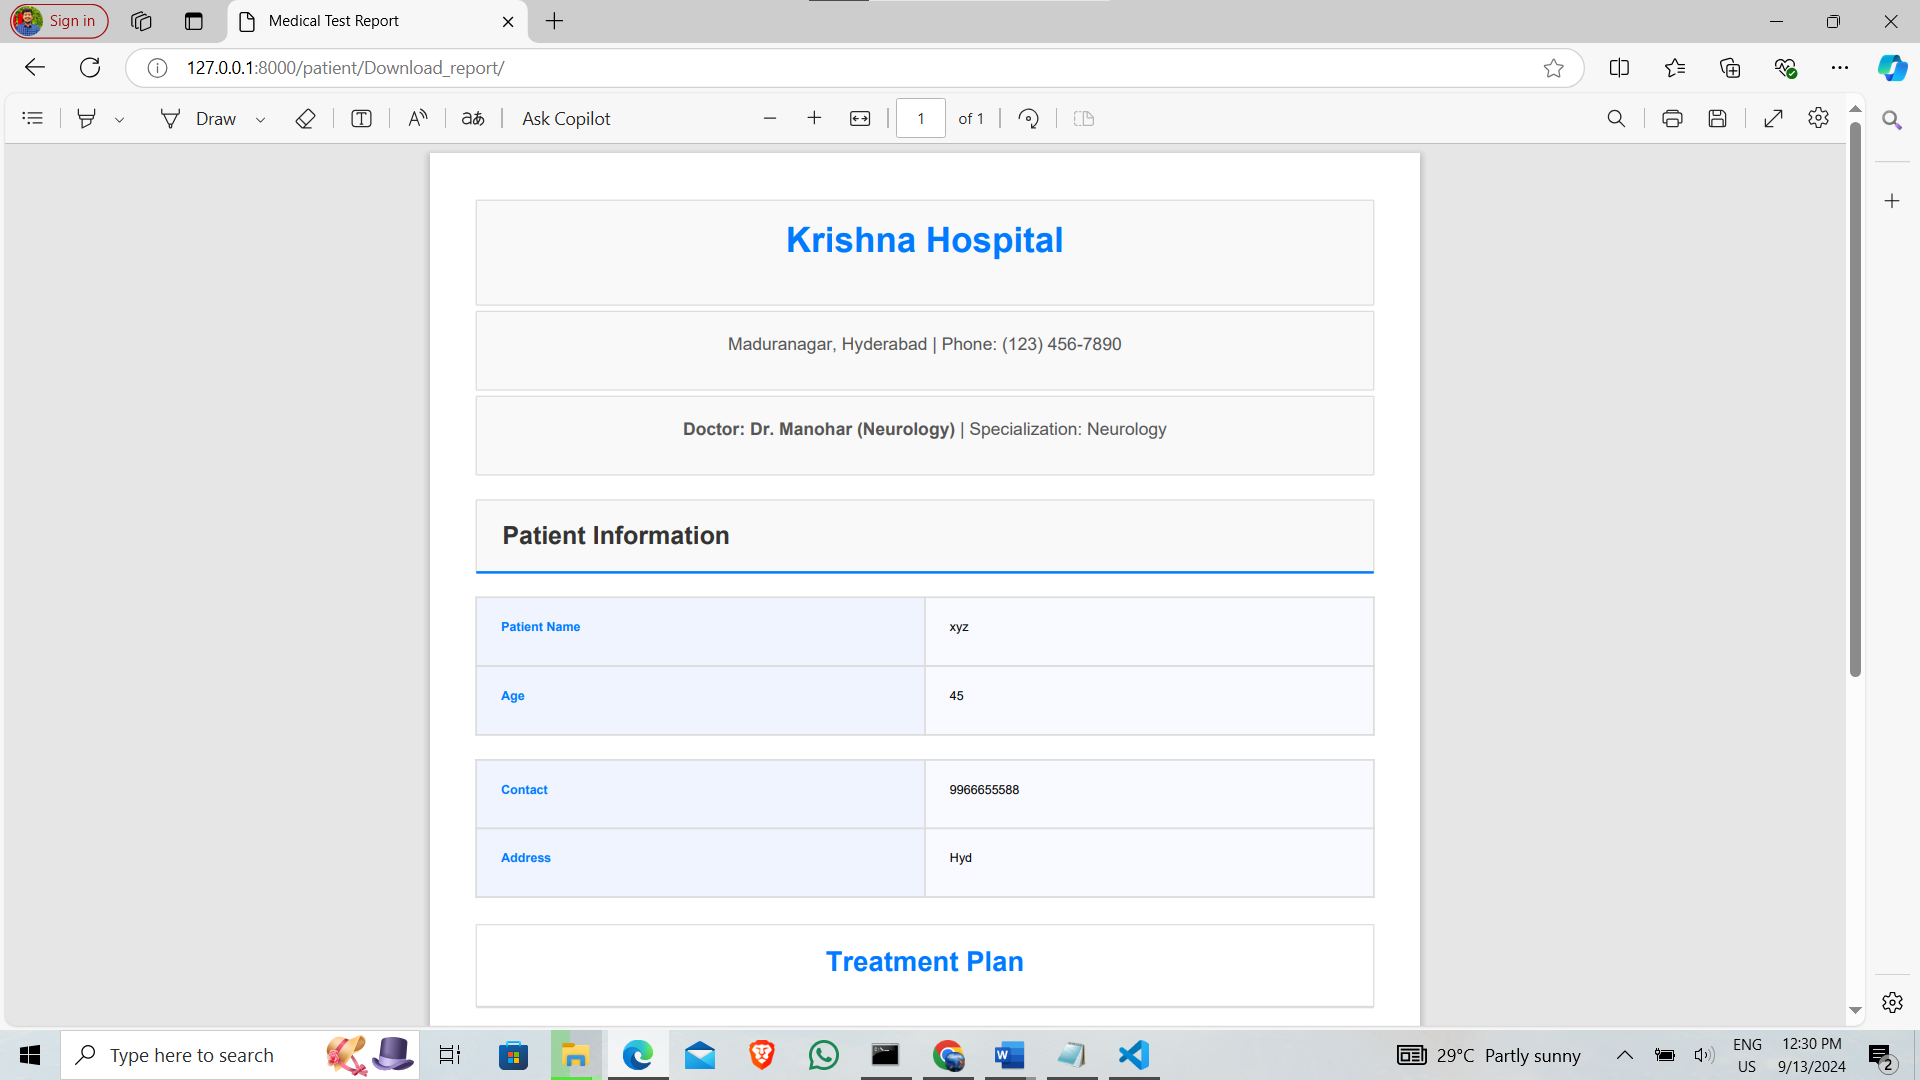 Sign in
Medical Test Report
127.0.0.1:8000/patient/Download_report/
Draw
aあ
Ask Copilot
1 of 1
Krishna Hospital
Maduranagar, Hyderabad | Phone: (123) 456-7890
Doctor: Dr. Manohar (Neurology) | Specialization: Neurology
Patient Information
Patient Name xyz
Age 45
Contact 9966655588
Address Hyd
Treatment Plan
Type here to search
29°C Partly sunny
ENG
US
12:30 PM
9/13/2024
2